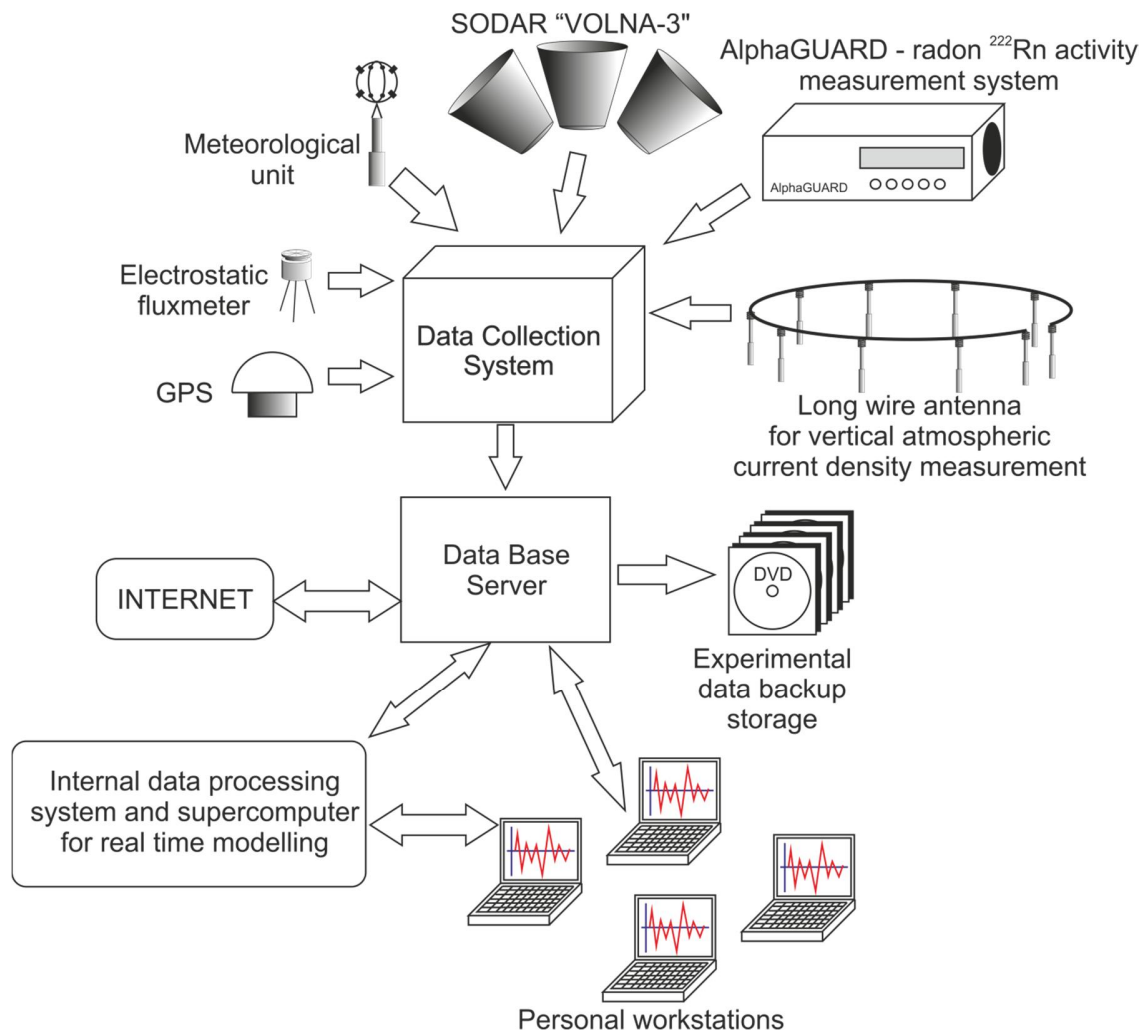 SODAR “VOLNA-3"
AlphaGUARD - radon ²²²Rn activity
measurement system
Meteorological
unit
AlphaGUARD
Electrostatic
fluxmeter
Data Collection
System
GPS
Long wire antenna
for vertical atmospheric
current density measurement
Data Base
Server
DVD
INTERNET
Experimental
data backup
storage
Internal data processing
system and supercomputer
for real time modelling
Personal workstations